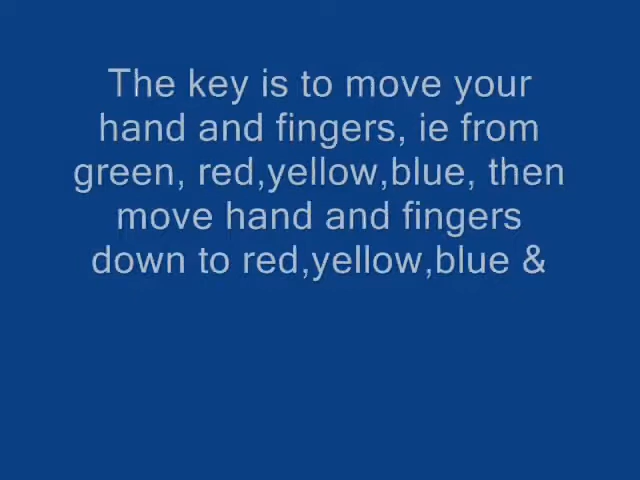 The key is to move your
hand and fingers, ie from
green, red,yellow,blue, then
move hand and fingers
down to red,yellow,blue &